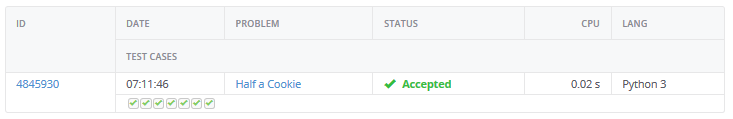 ID DATE PROBLEM STATUS CPU LANG
TEST CASES
4845930 07:11:46 Half a Cookie Accepted 0.02 s Python 3